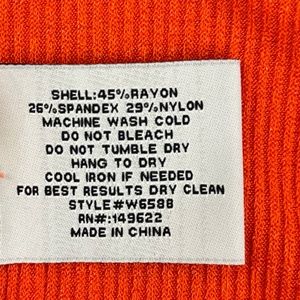 SHELL:45%RAYON
26%SPANDEX 29%NYLON
MACHINE WASH COLD
DO NOT BLEACH
DO NOT TUMBLE DRY
HANG TO DRY
COOL IRON IF NEEDED
FOR BEST RESULTS DRY CLEAN
STYLE#W6588
RN#:149622
MADE IN CHINA